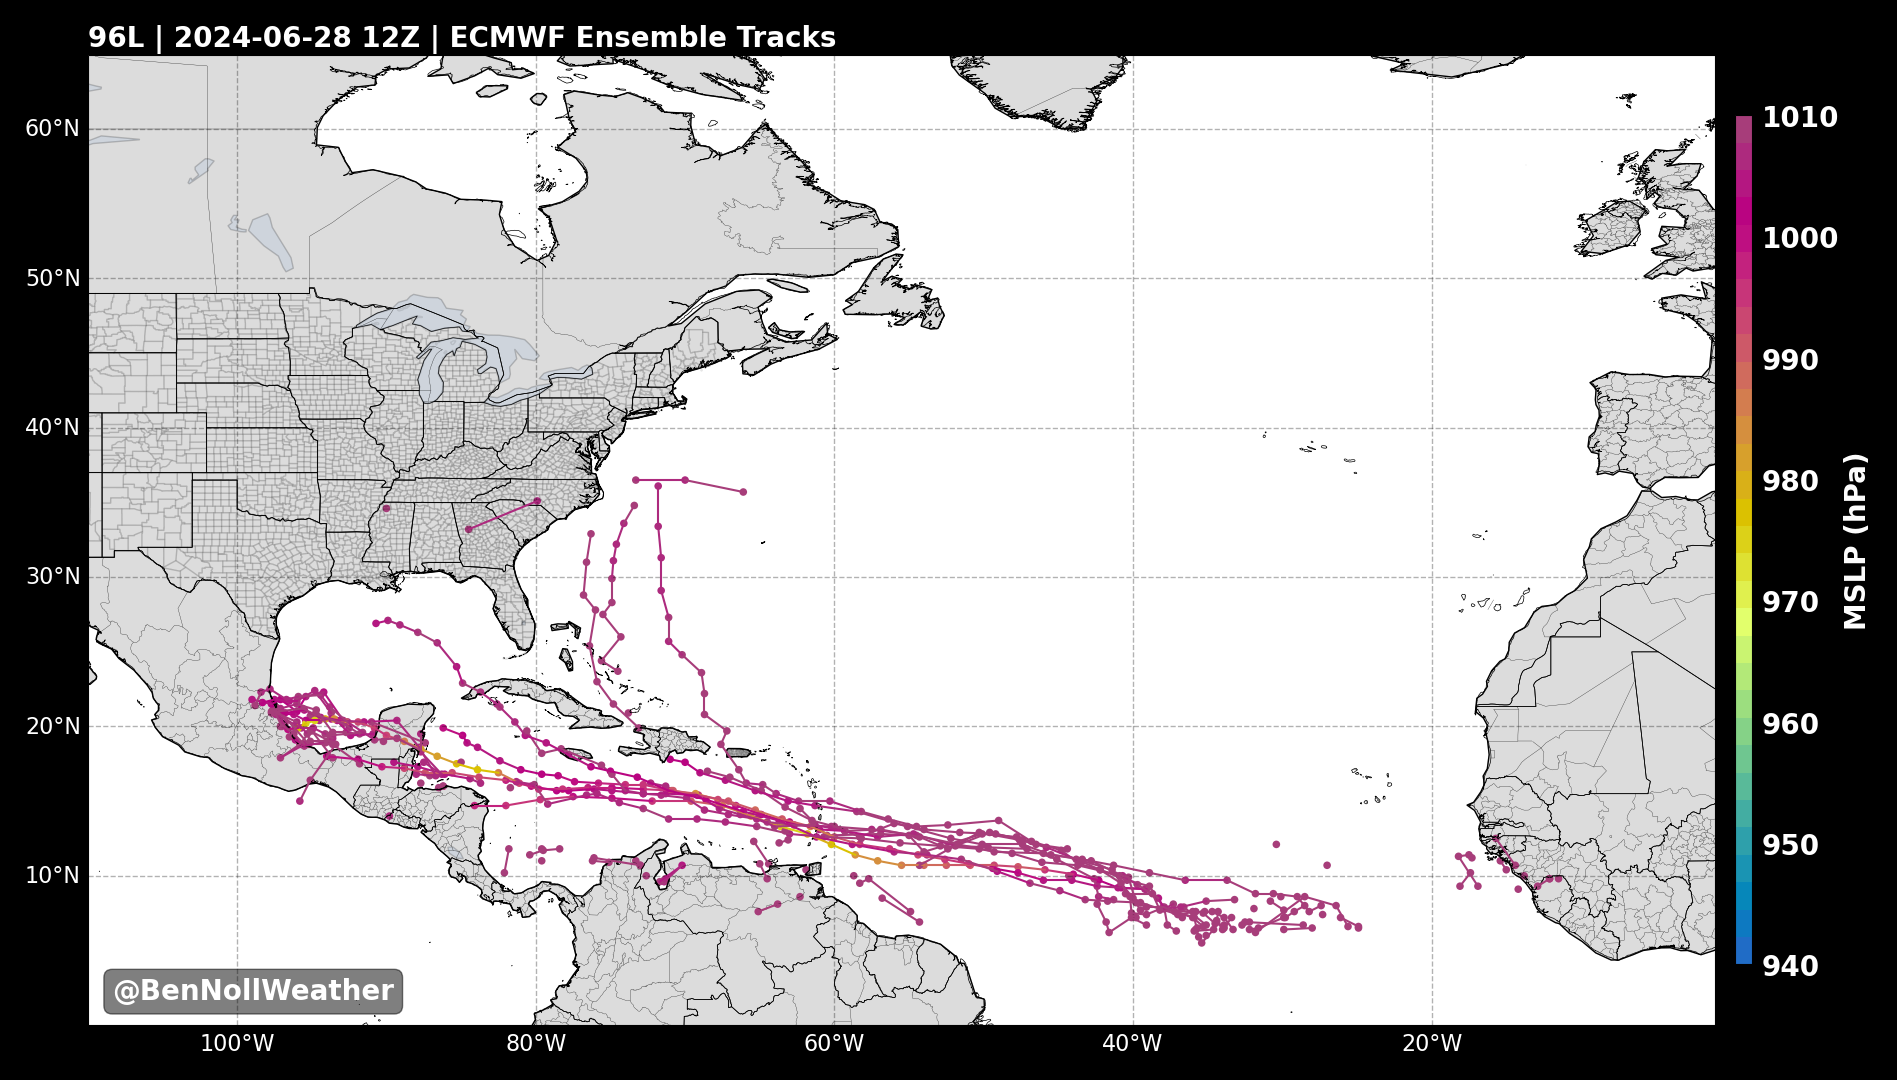 96L | 2024-06-28 12Z | ECMWF Ensemble Tracks
60°N
50°N
40°N
30°N
20°N
10°N
100°W
80°W
60°W
40°W
20°W
1010
1000
990
980
970
960
950
940
MSLP (hPa)
@BenNollWeather